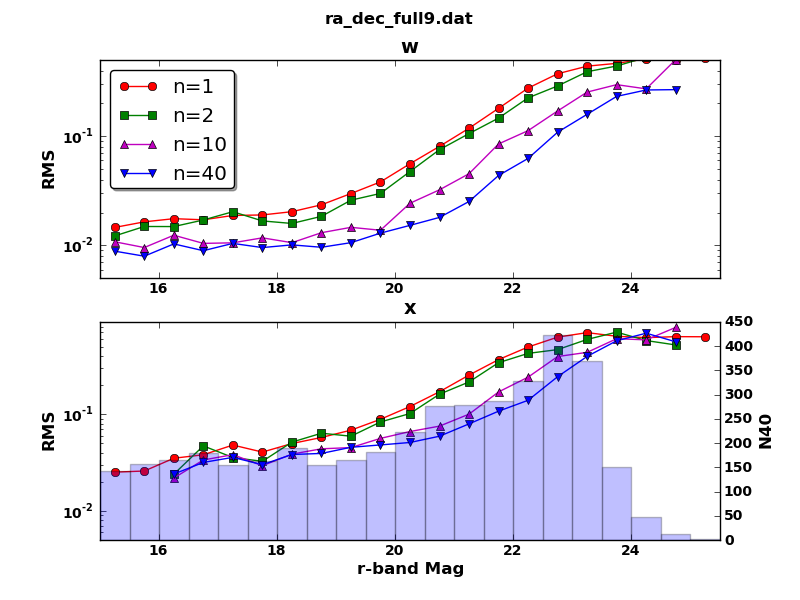 ra_dec_full9.dat
w
n=1
n=2
n=10
n=40
RMS
10^-1
10^-2
16 18 20 22 24
x
RMS
10^-1
10^-2
450
400
350
300
250
200
150
100
50
0
N40
16 18 20 22 24
r-band Mag